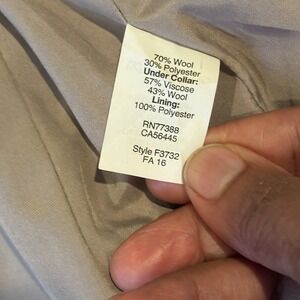 70% Wool
30% Polyester
Under Collar:
57% Viscose
43% Wool
Lining:
100% Polyester
RN77388
CA56445
Style F3732
FA 16